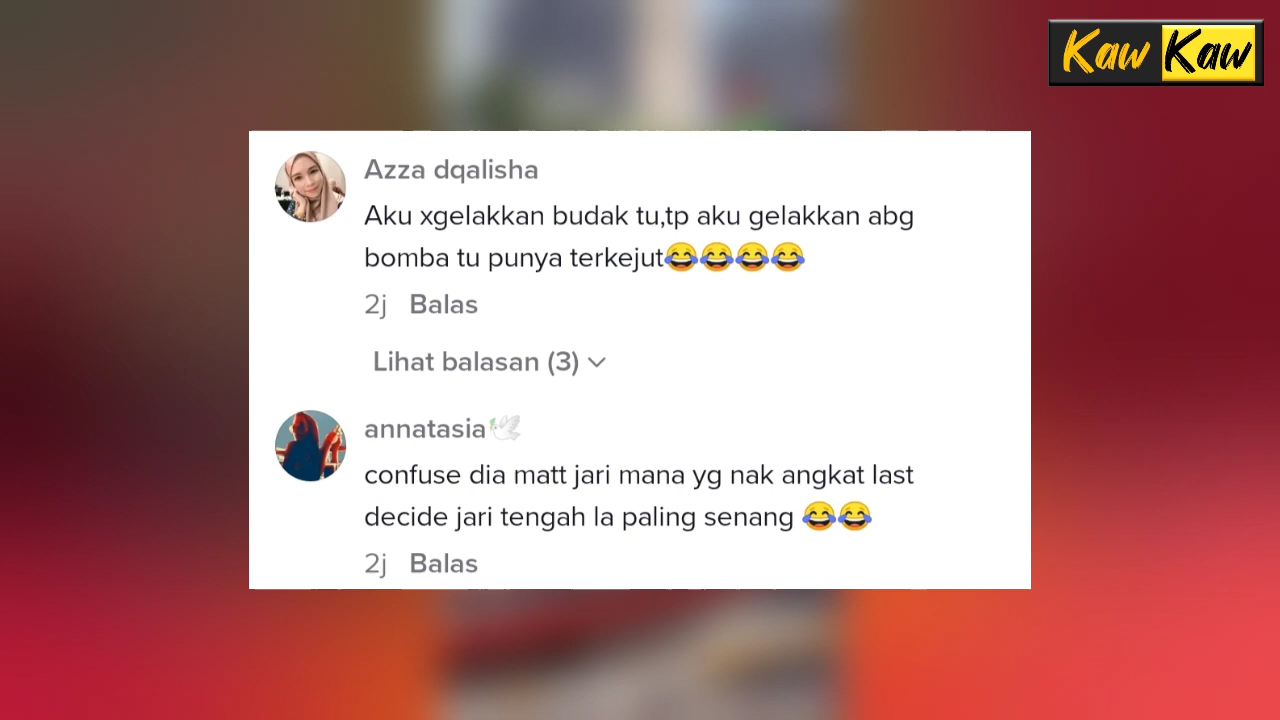 Kaw Kaw
Azza dqalisha
Aku xgelakkan budak tu,tp aku gelakkan abg
bomba tu punya terkejut😂😂😂😂
2j Balas
Lihat balasan (3)
annatasia🕊️
confuse dia matt jari mana yg nak angkat last
decide jari tengah la paling senang 😂😂
2j Balas